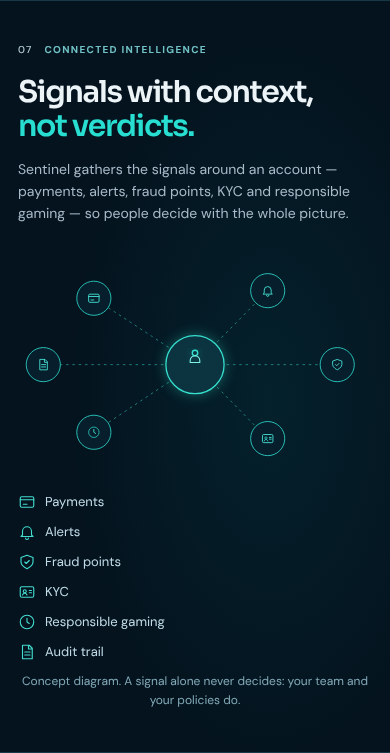 07 CONNECTED INTELLIGENCE
Signals with context,
not verdicts.
Sentinel gathers the signals around an account —
payments, alerts, fraud points, KYC and responsible
gaming — so people decide with the whole picture.
Payments
Alerts
Fraud points
KYC
Responsible gaming
Audit trail
Concept diagram. A signal alone never decides: your team and
your policies do.